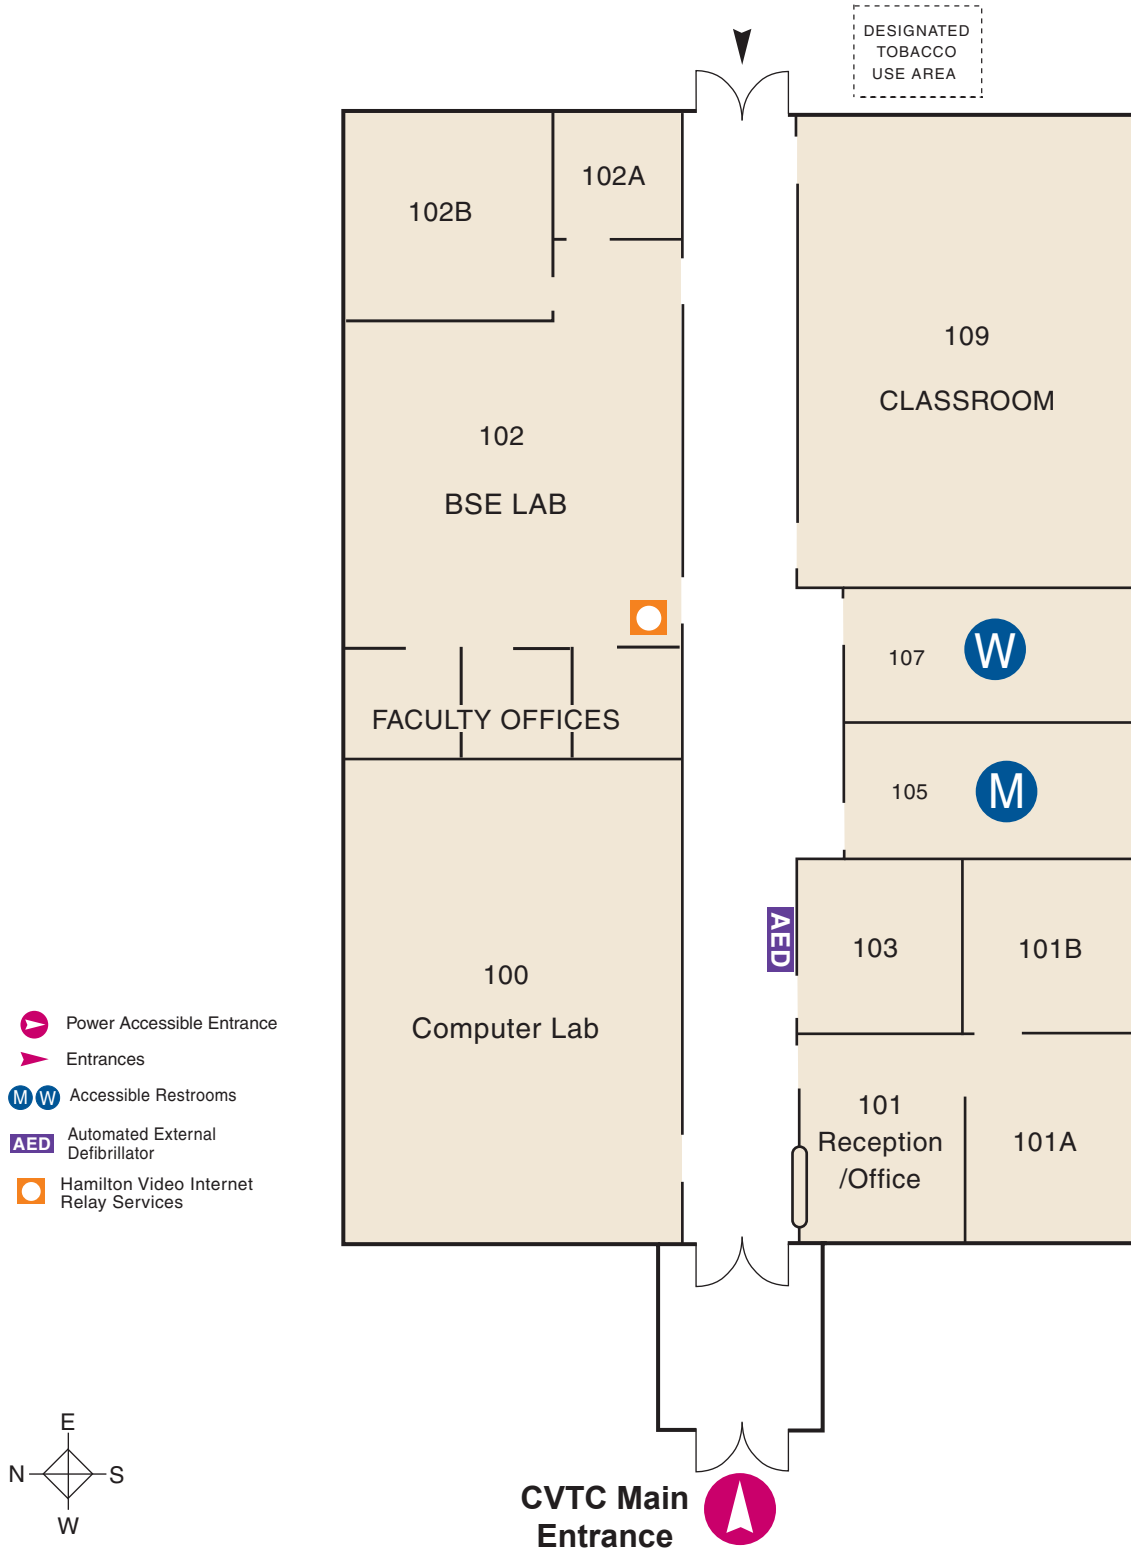 DESIGNATED
TOBACCO
USE AREA
102B
102A
109
CLASSROOM
102
BSE LAB
107
W
FACULTY OFFICES
105
M
AED
103
101B
100
Computer Lab
101
Reception
/Office
101A
Power Accessible Entrance
Entrances
M W Accessible Restrooms
AED Automated External
Defibrillator
Hamilton Video Internet
Relay Services
E
N S
W
CVTC Main
Entrance